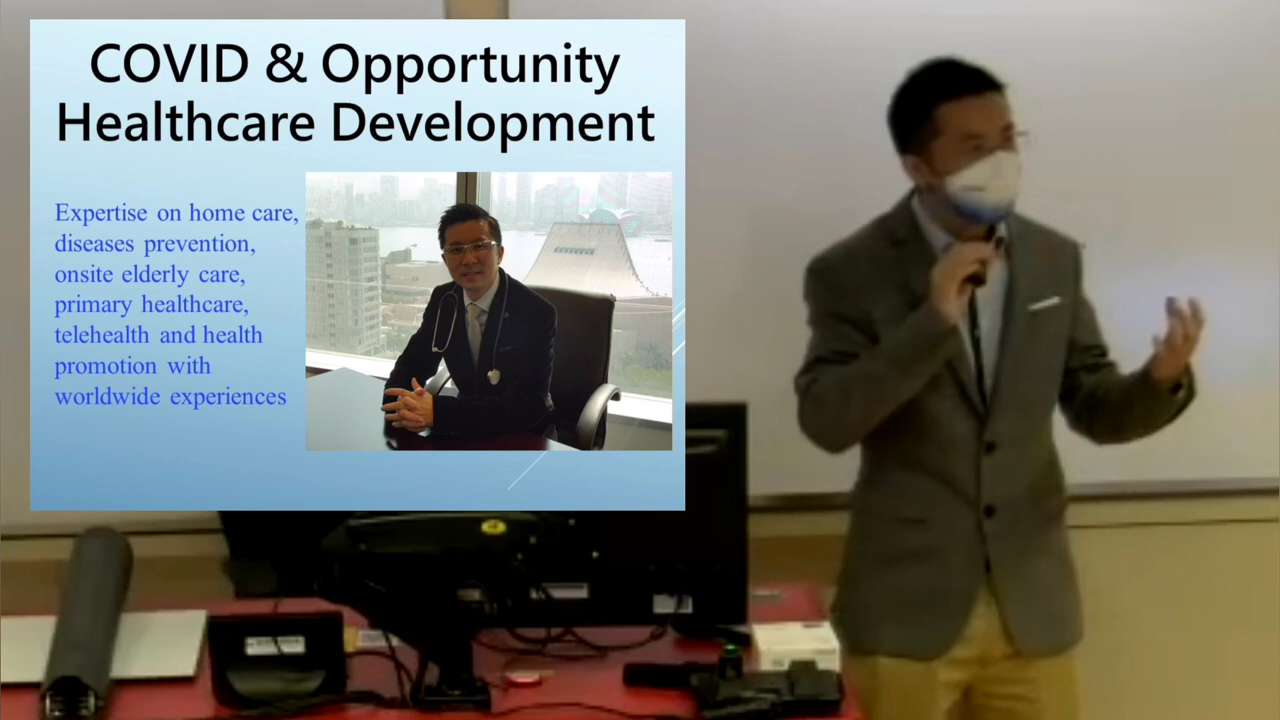 COVID & Opportunity
Healthcare Development
Expertise on home care,
diseases prevention,
onsite elderly care,
primary healthcare,
telehealth and health
promotion with
worldwide experiences